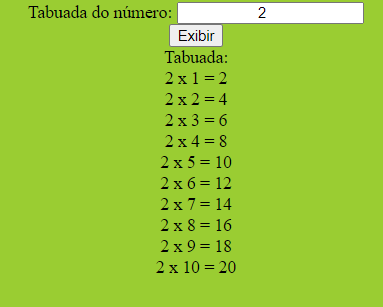 Tabuada do número: 2
Exibir
Tabuada:
2 x 1 = 2
2 x 2 = 4
2 x 3 = 6
2 x 4 = 8
2 x 5 = 10
2 x 6 = 12
2 x 7 = 14
2 x 8 = 16
2 x 9 = 18
2 x 10 = 20